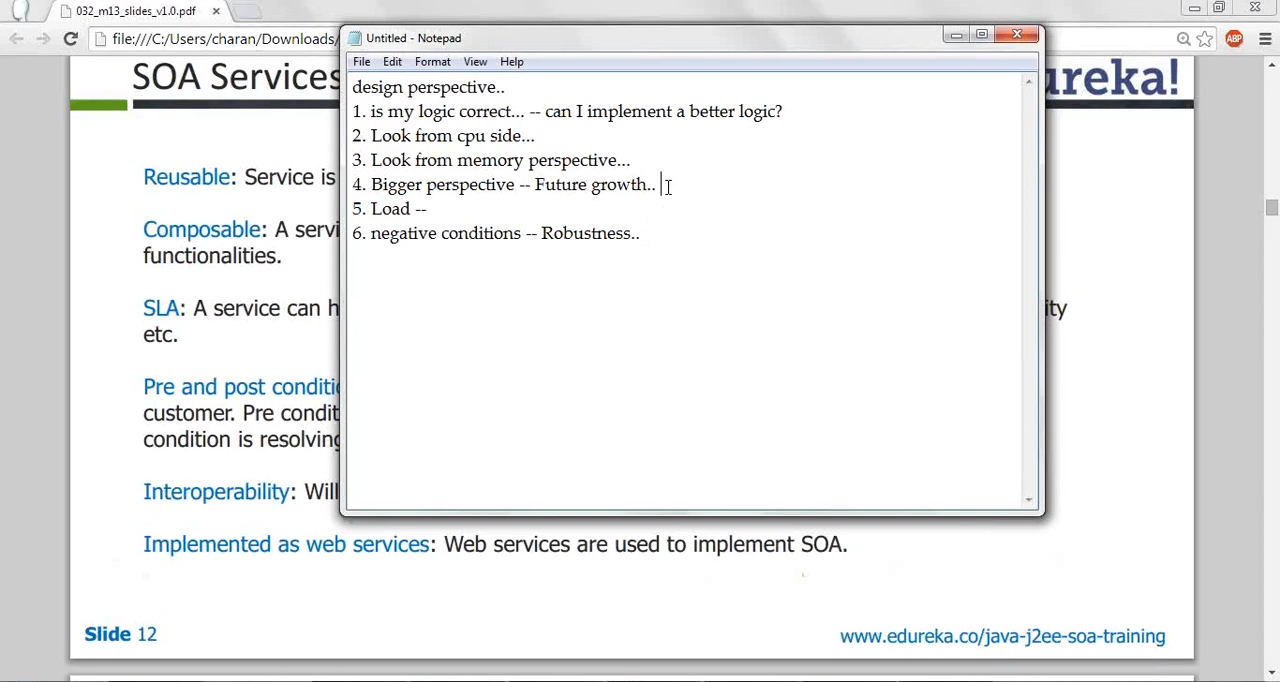 032_m13_slides_v1.0.pdf
file:///C:/Users/charan/Downloads/
ABP
Untitled - Notepad
File Edit Format View Help
design perspective..
1. is my logic correct... -- can I implement a better logic?
2. Look from cpu side...
3. Look from memory perspective...
4. Bigger perspective -- Future growth..
5. Load --
6. negative conditions -- Robustness..
SOA Services
eureka!
Reusable: Service is
Composable: A servi
functionalities.
SLA: A service can h
ity
etc.
Pre and post conditio
customer. Pre condit
condition is resolving
Interoperability: Will
Implemented as web services: Web services are used to implement SOA.
Slide 12
www.edureka.co/java-j2ee-soa-training